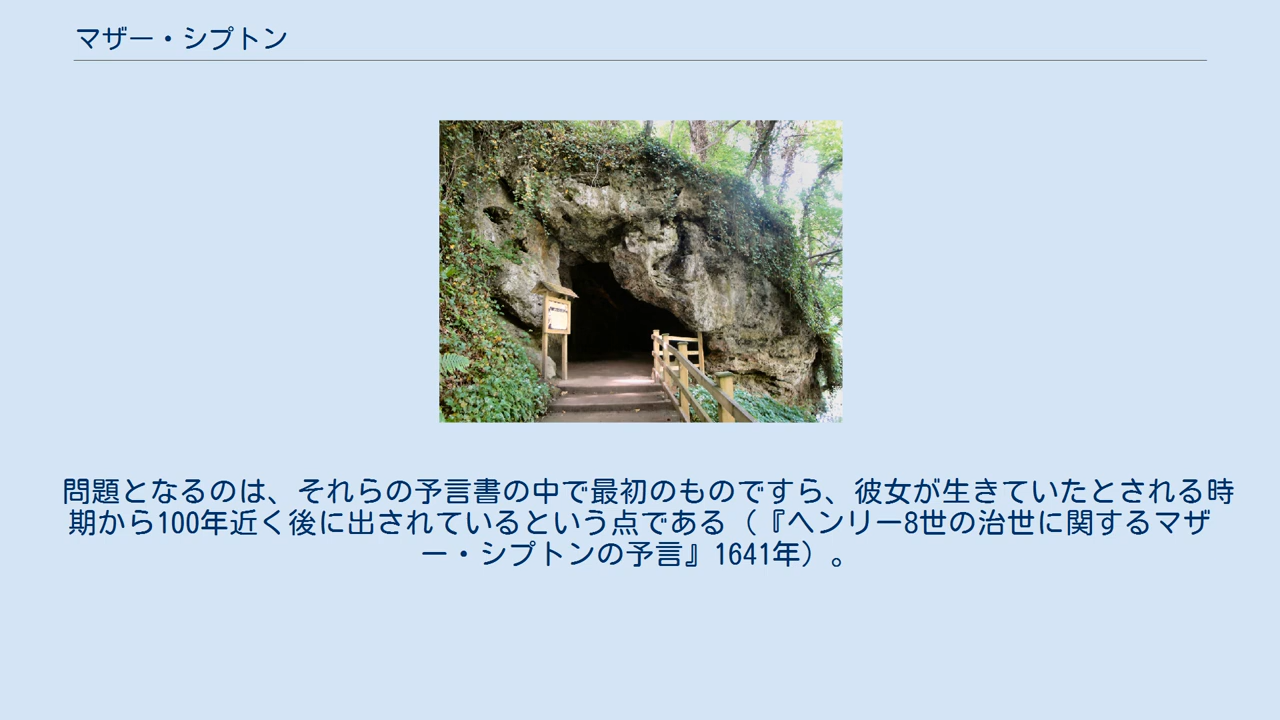 マザー・シプトン
問題となるのは、それらの予言書の中で最初のものですら、彼女が生きていたとされる時
期から100年近く後に出されているという点である（『ヘンリー8世の治世に関するマザ
ー・シプトンの予言』1641年）。